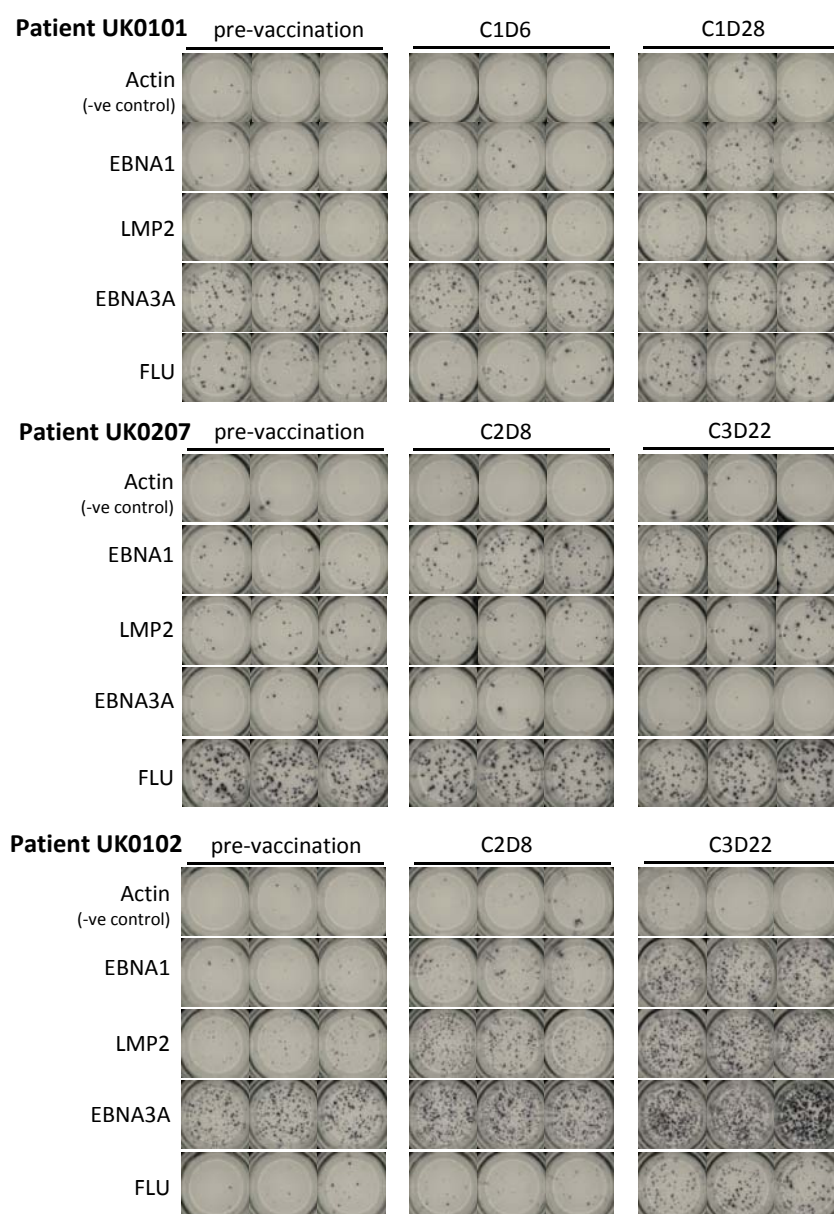 Patient UK0101 pre-vaccination C1D6 C1D28
Actin
(-ve control)
EBNA1
LMP2
EBNA3A
FLU
Patient UK0207 pre-vaccination C2D8 C3D22
Actin
(-ve control)
EBNA1
LMP2
EBNA3A
FLU
Patient UK0102 pre-vaccination C2D8 C3D22
Actin
(-ve control)
EBNA1
LMP2
EBNA3A
FLU